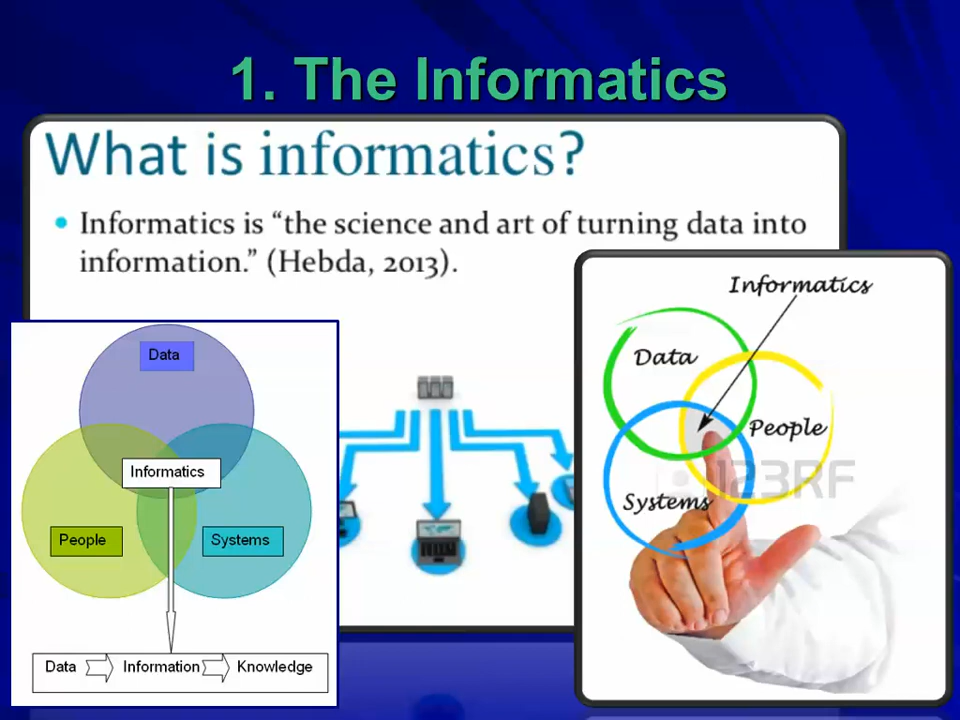 1. The Informatics
What is informatics?
• Informatics is “the science and art of turning data into
information.” (Hebda, 2013).
Data
Informatics
People
Systems
Data
Information
Knowledge
Informatics
Data
People
Systems
123RF